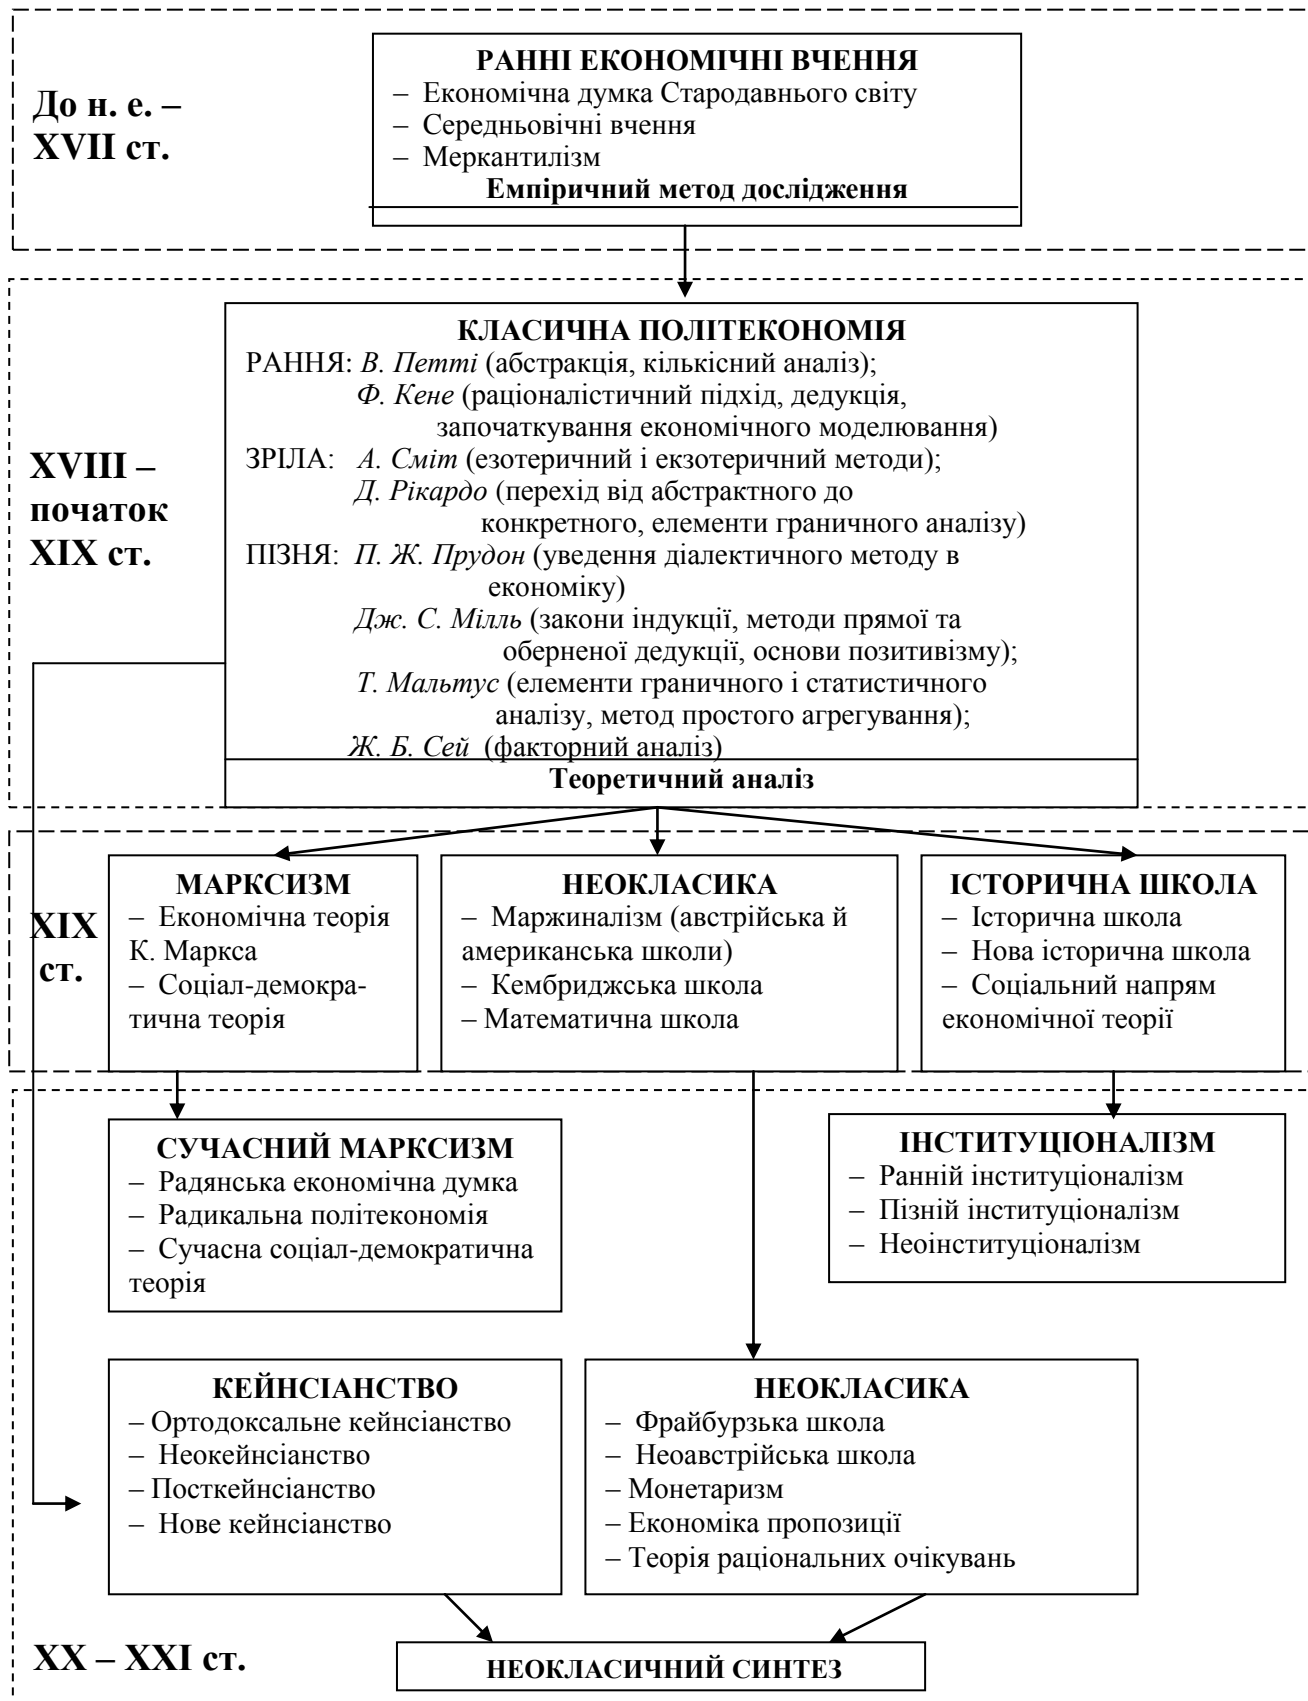 До н. е. –
XVII ст.
РАННІ ЕКОНОМІЧНІ ВЧЕННЯ
– Економічна думка Стародавнього світу
– Середньовічні вчення
– Меркантилізм
Емпіричний метод дослідження
XVIII –
початок
XIX ст.
КЛАСИЧНА ПОЛІТЕКОНОМІЯ
РАННЯ: В. Петті (абстракція, кількісний аналіз);
Ф. Кене (раціоналістичний підхід, дедукція,
започаткування економічного моделювання)
ЗРІЛА: А. Сміт (езотеричний і екзотеричний методи);
Д. Рікардо (перехід від абстрактного до
конкретного, елементи граничного аналізу)
ПІЗНЯ: П. Ж. Прудон (уведення діалектичного методу в
економіку)
Дж. С. Мілль (закони індукції, методи прямої та
оберненої дедукції, основи позитивізму);
Т. Мальтус (елементи граничного і статистичного
аналізу, метод простого агрегування);
Ж. Б. Сей (факторний аналіз)
Теоретичний аналіз
XIX
ст.
МАРКСИЗМ
– Економічна теорія
К. Маркса
– Соціал-демокра-
тична теорія
НЕОКЛАСИКА
– Маржиналізм (австрійська й
американська школи)
– Кембриджська школа
– Математична школа
ІСТОРИЧНА ШКОЛА
– Історична школа
– Нова історична школа
– Соціальний напрям
економічної теорії
СУЧАСНИЙ МАРКСИЗМ
– Радянська економічна думка
– Радикальна політекономія
– Сучасна соціал-демократична
теорія
ІНСТИТУЦІОНАЛІЗМ
– Ранній інституціоналізм
– Пізній інституціоналізм
– Неоінституціоналізм
КЕЙНСІАНСТВО
– Ортодоксальне кейнсіанство
– Неокейнсіанство
– Посткейнсіанство
– Нове кейнсіанство
НЕОКЛАСИКА
– Фрайбурзька школа
– Неоавстрійська школа
– Монетаризм
– Економіка пропозиції
– Теорія раціональних очікувань
XX – XXI ст.
НЕОКЛАСИЧНИЙ СИНТЕЗ